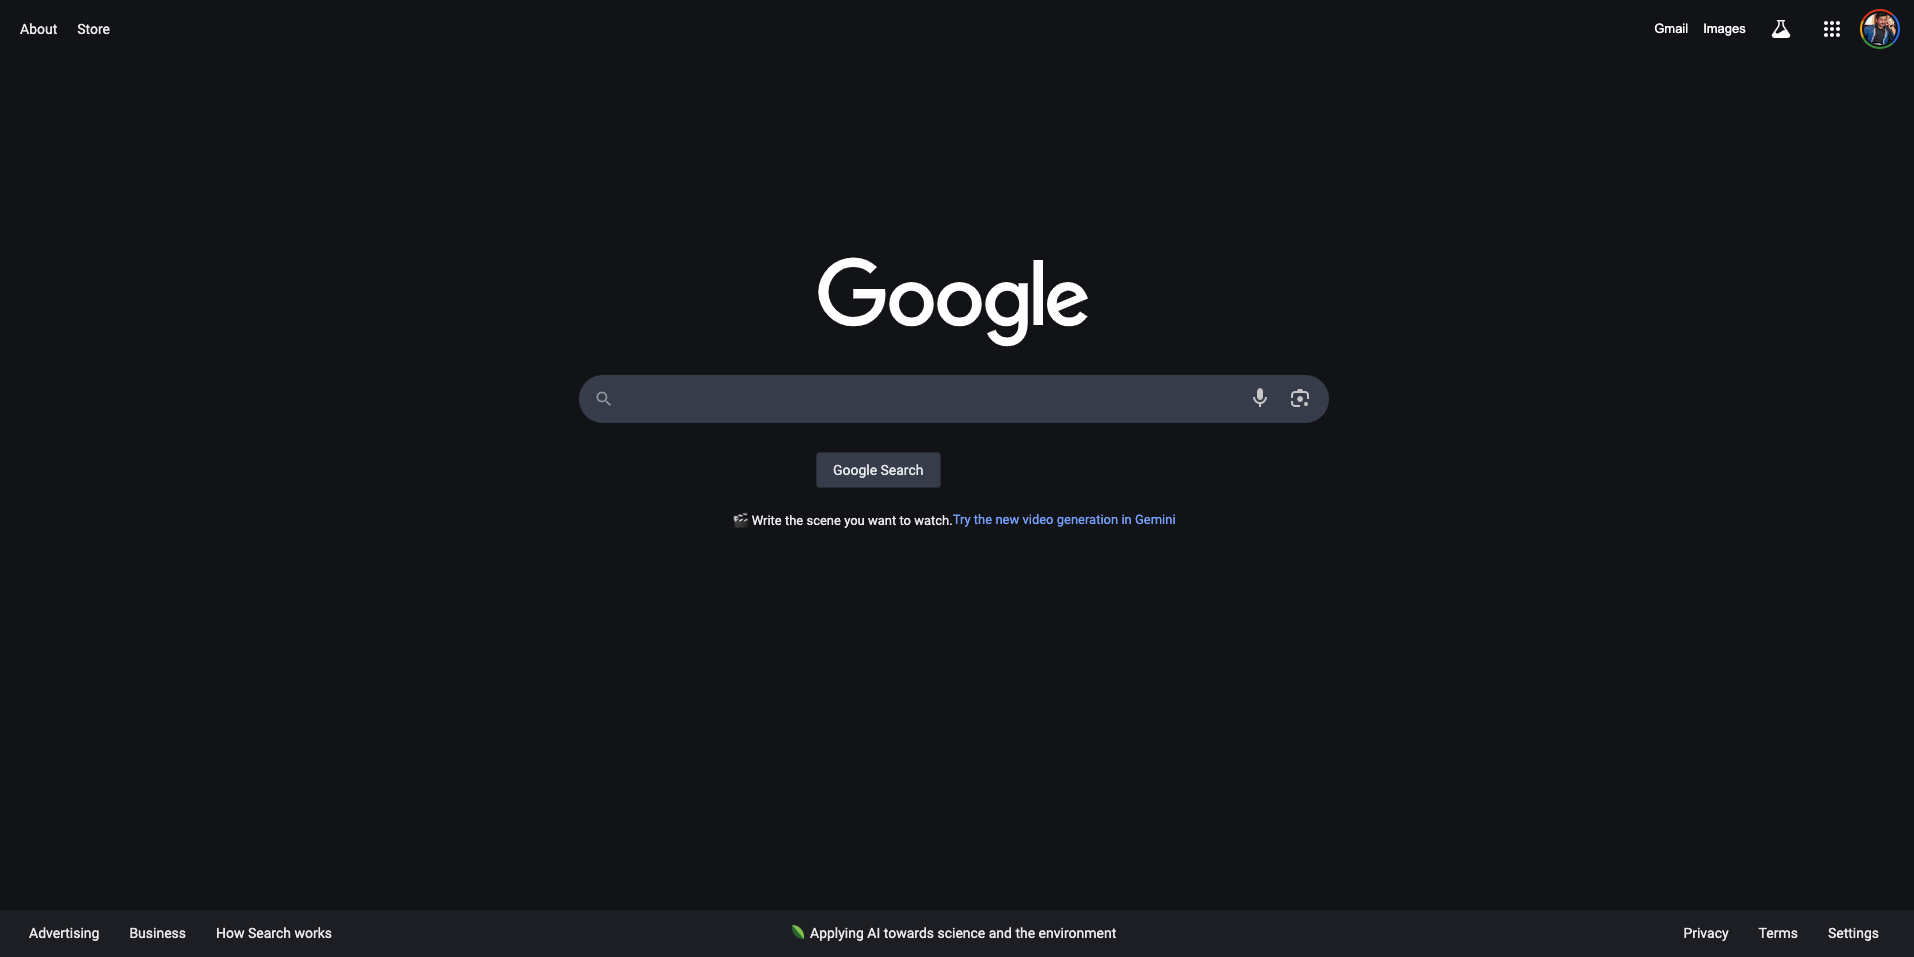 About Store
Gmail Images
Google
Google Search
Write the scene you want to watch. Try the new video generation in Gemini
Advertising Business How Search works
Applying AI towards science and the environment
Privacy Terms Settings